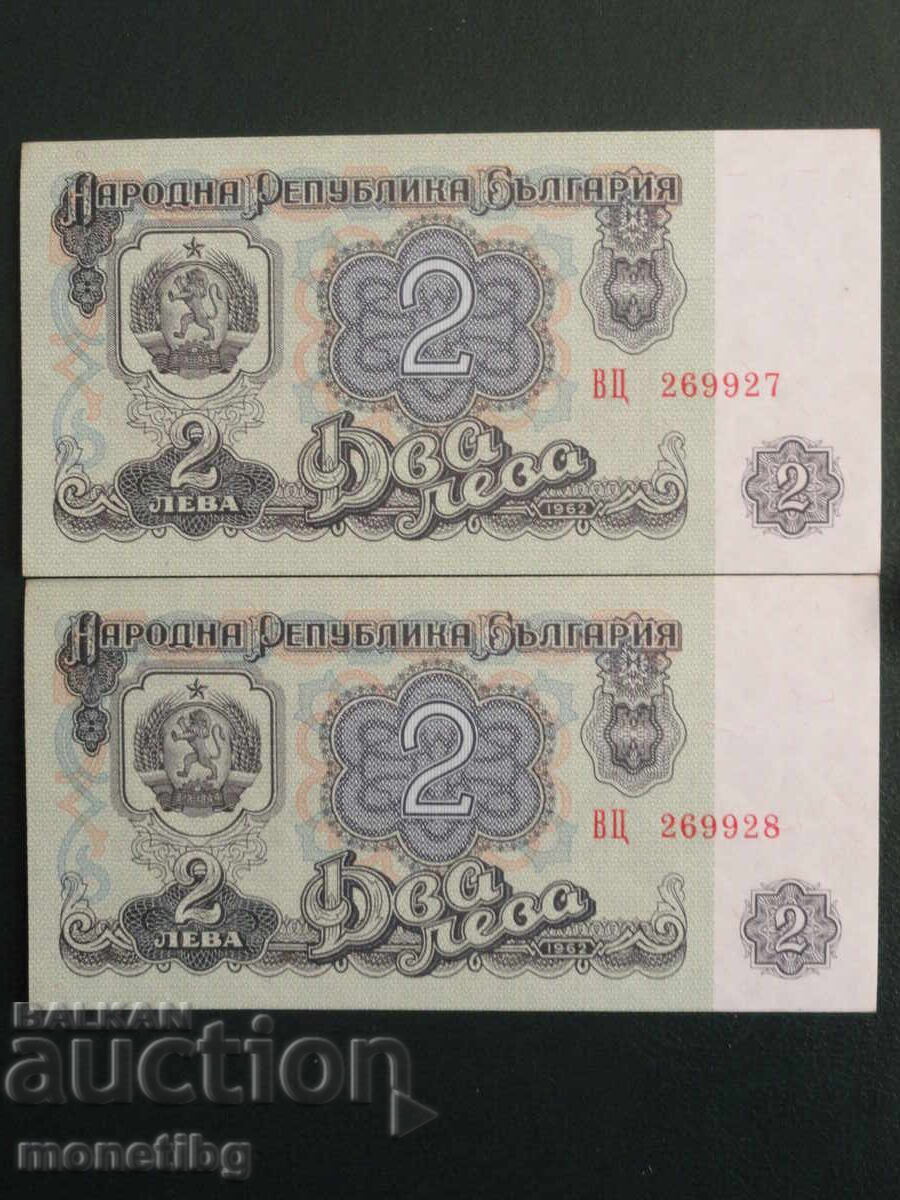 НАРОДНА РЕПУБЛИКА БЪЛГАРИЯ
2
ВЦ 269927
2
ЛЕВА
Два
лева
1962
2
НАРОДНА РЕПУБЛИКА БЪЛГАРИЯ
2
ВЦ 269928
2
ЛЕВА
Два
лева
1962
2
BALKAN
auction
monetibg